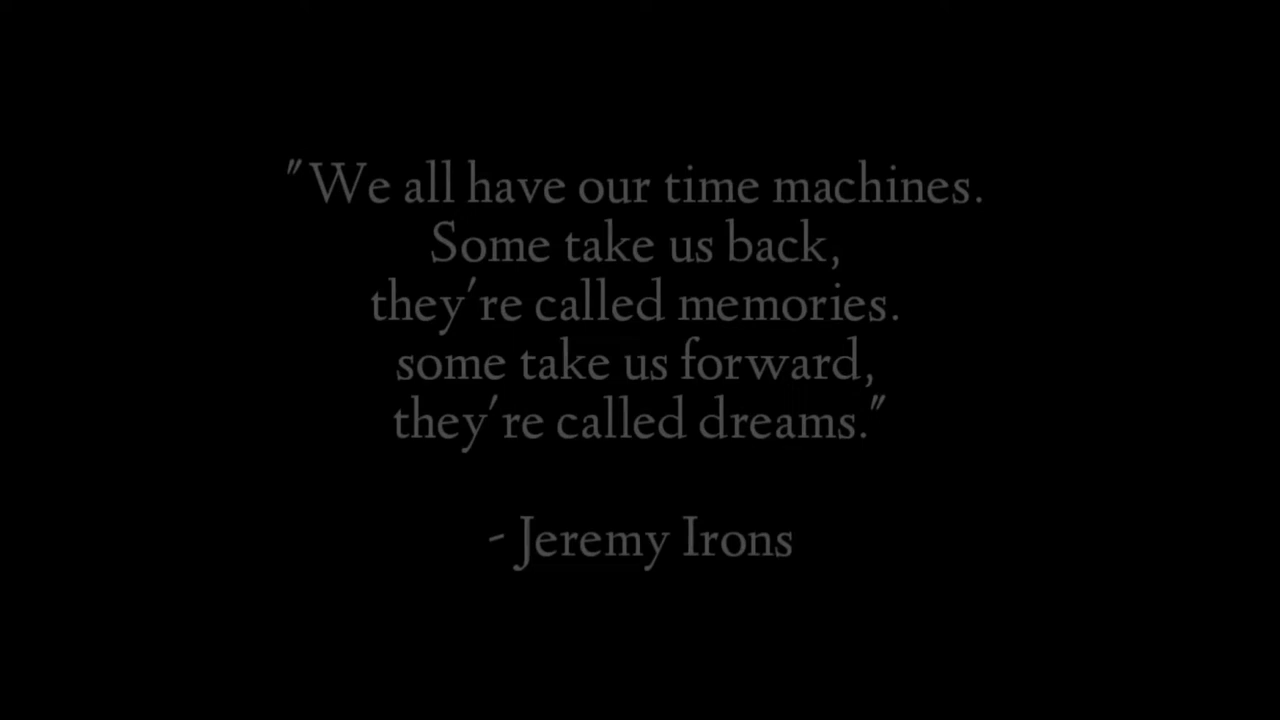 "We all have our time machines.
Some take us back,
they're called memories.
some take us forward,
they're called dreams."
- Jeremy Irons